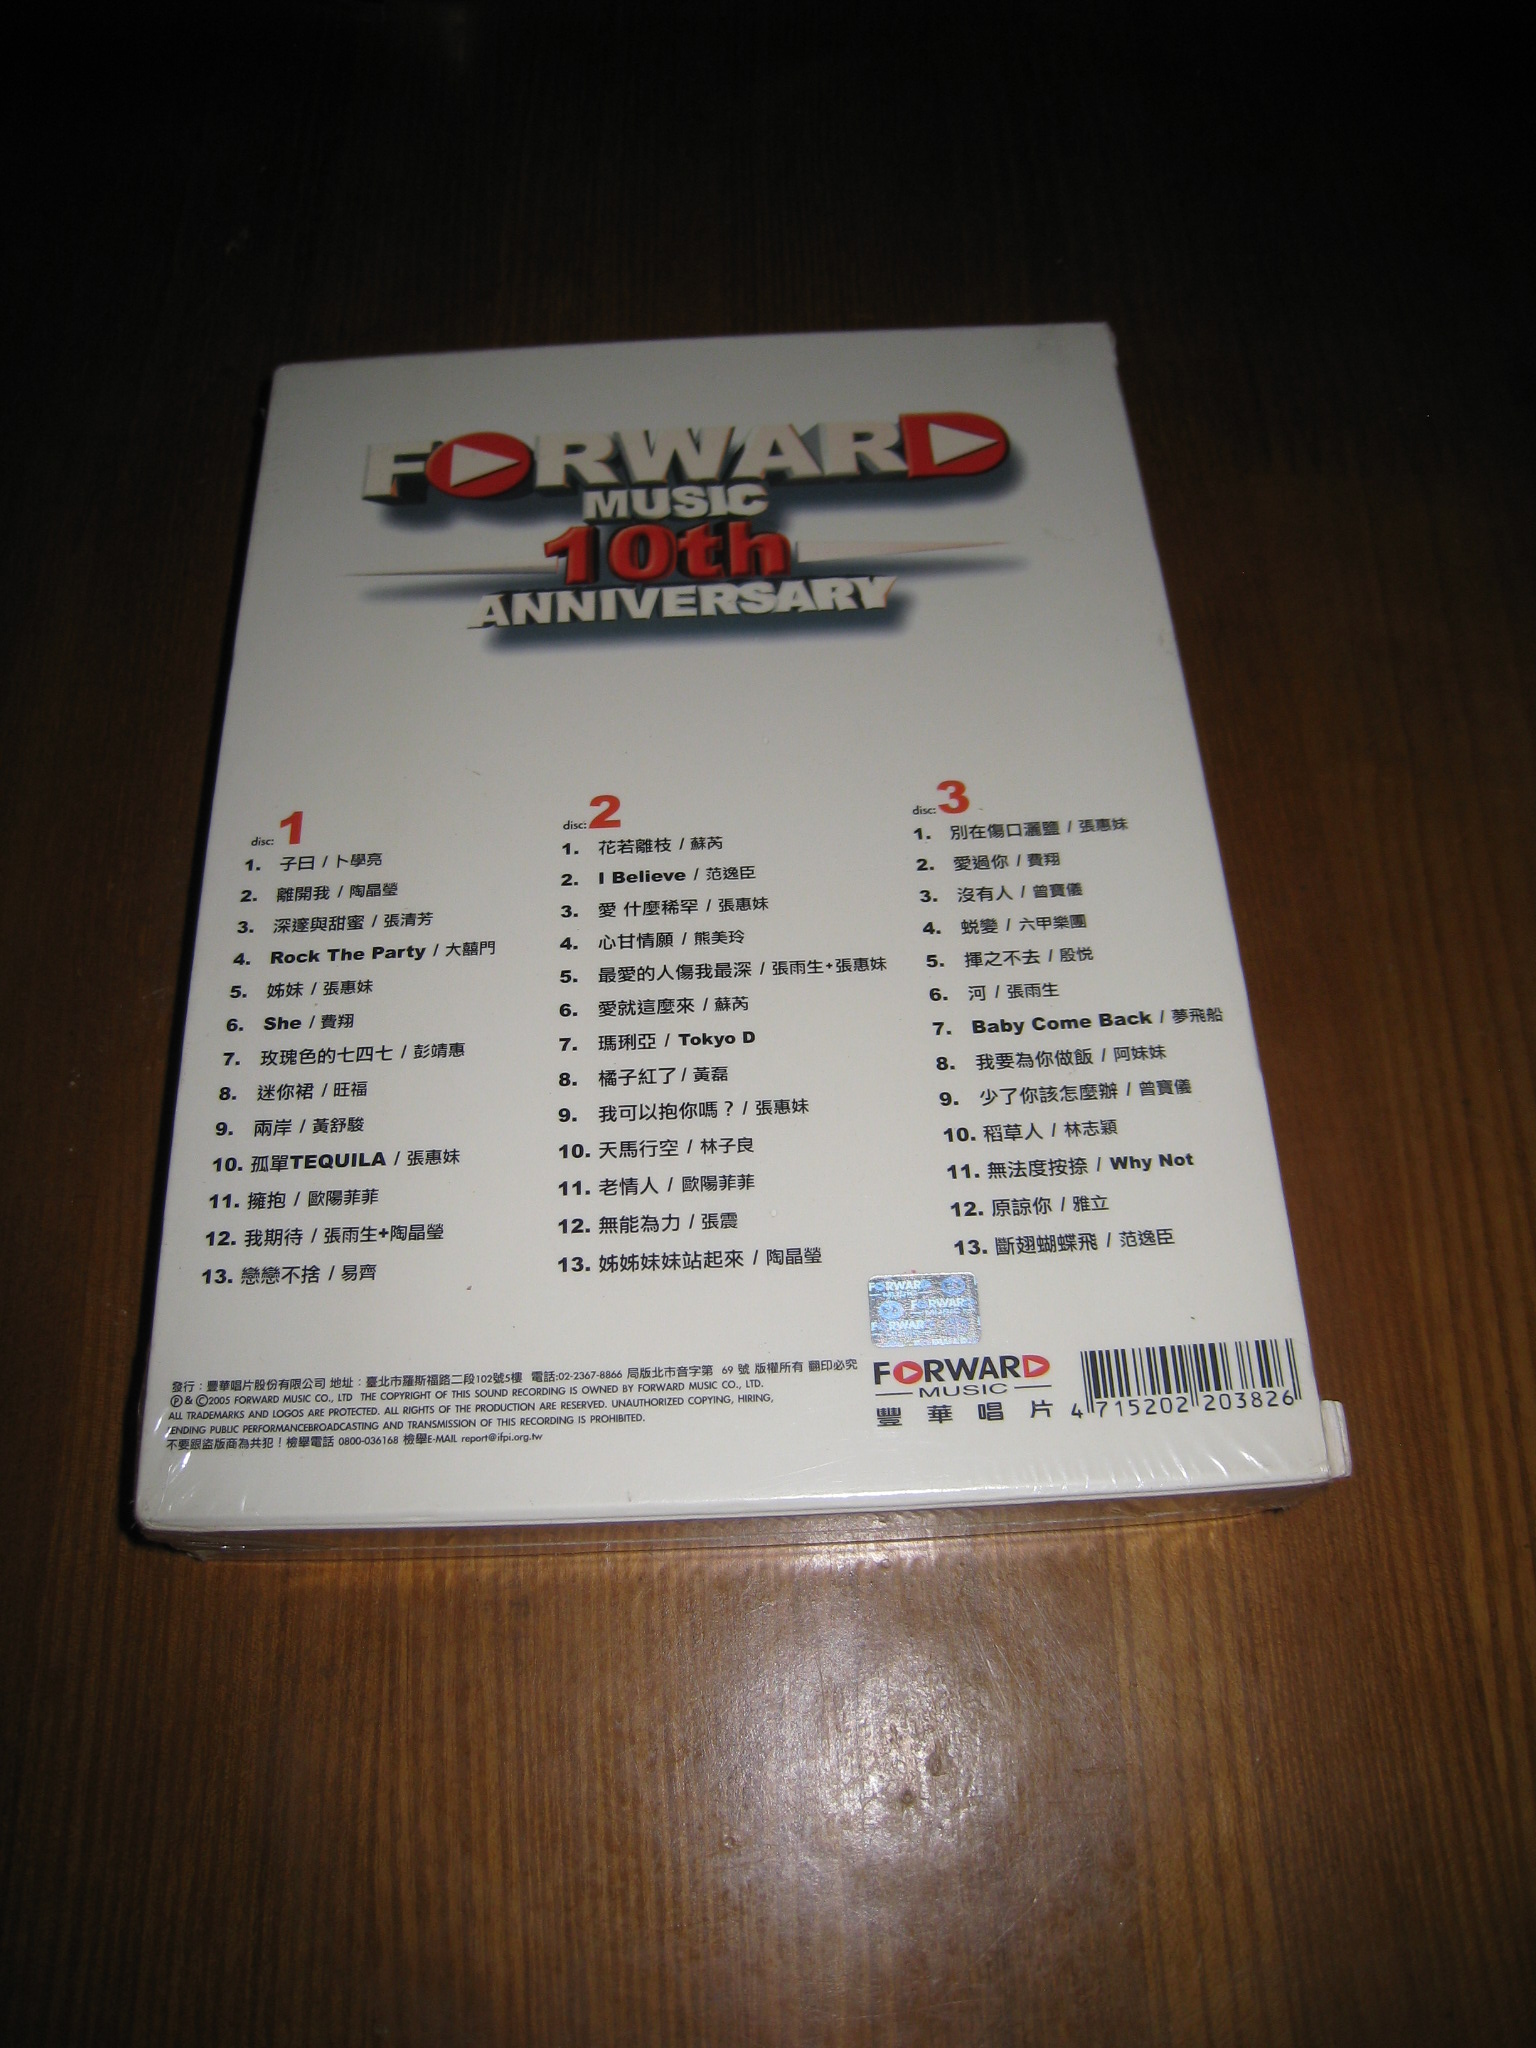 FORWARD
MUSIC
10th
ANNIVERSARY
disc: 1
1. 子曰 / 卜學亮
2. 離開我 / 陶晶瑩
3. 深邃與甜蜜 / 張清芳
4. Rock The Party / 大囍門
5. 姊妹 / 張惠妹
6. She / 費翔
7. 玫瑰色的七四七 / 彭靖惠
8. 迷你裙 / 旺福
9. 兩岸 / 黃舒駿
10. 孤單TEQUILA / 張惠妹
11. 擁抱 / 歐陽菲菲
12. 我期待 / 張雨生+陶晶瑩
13. 戀戀不捨 / 易齊
disc: 2
1. 花若離枝 / 蘇芮
2. I Believe / 范逸臣
3. 愛 什麼稀罕 / 張惠妹
4. 心甘情願 / 熊美玲
5. 最愛的人傷我最深 / 張雨生+張惠妹
6. 愛就這麼來 / 蘇芮
7. 瑪琍亞 / Tokyo D
8. 橘子紅了 / 黃磊
9. 我可以抱你嗎？/ 張惠妹
10. 天馬行空 / 林子良
11. 老情人 / 歐陽菲菲
12. 無能為力 / 張震
13. 姊姊妹妹站起來 / 陶晶瑩
disc: 3
1. 別在傷口灑鹽 / 張惠妹
2. 愛過你 / 費翔
3. 沒有人 / 曾寶儀
4. 蛻變 / 六甲樂團
5. 揮之不去 / 殷悦
6. 河 / 張雨生
7. Baby Come Back / 夢飛船
8. 我要為你做飯 / 阿妹妹
9. 少了你該怎麼辦 / 曾寶儀
10. 稻草人 / 林志穎
11. 無法度按捺 / Why Not
12. 原諒你 / 雅立
13. 斷翅蝴蝶飛 / 范逸臣
發行：豐華唱片股份有限公司 地址：臺北市羅斯福路二段102號5樓 電話:02-2367-8866 局版北市音字第 69 號 版權所有 翻印必究
Ⓟ & Ⓒ2005 FORWARD MUSIC CO., LTD THE COPYRIGHT OF THIS SOUND RECORDING IS OWNED BY FORWARD MUSIC CO., LTD.
ALL TRADEMARKS AND LOGOS ARE PROTECTED. ALL RIGHTS OF THE PRODUCTION ARE RESERVED. UNAUTHORIZED COPYING, HIRING,
ENDING PUBLIC PERFORMANCEBROADCASTING AND TRANSMISSION OF THIS RECORDING IS PROHIBITED.
不要跟盜版商為共犯！檢舉電話 0800-036168 檢舉E-MAIL report@ifpi.org.tw
FORWARD
MUSIC
豐華唱片
4 715202 203826